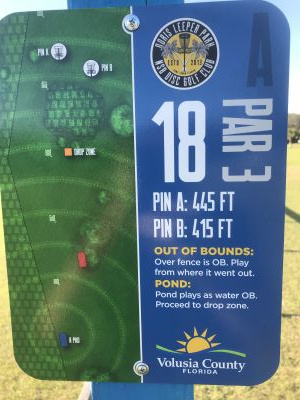 PIN A
PIN B
DROP ZONE
A PAD
DORIS LEEPER PARK
ESTD 2015
NSB DISC GOLF CLUB
A
18
PAR 3
PIN A: 445 FT
PIN B: 415 FT
OUT OF BOUNDS:
Over fence is OB. Play
from where it went out.
POND:
Pond plays as water OB.
Proceed to drop zone.
Volusia County
FLORIDA